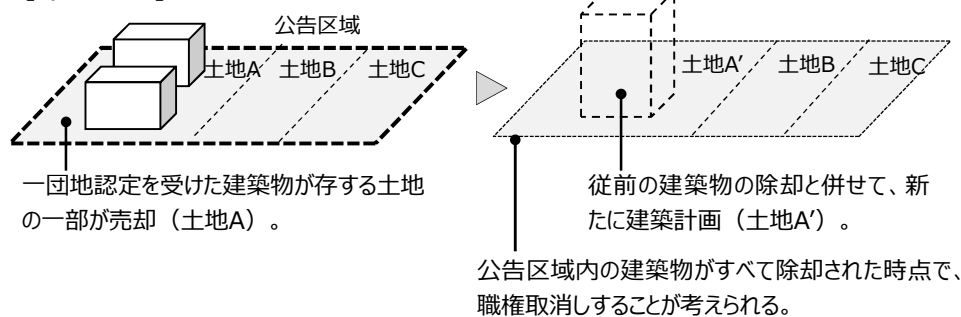 公告区域
土地A 土地B 土地C
土地A′ 土地B 土地C
一団地認定を受けた建築物が存する土地
の一部が売却（土地A）。
従前の建築物の除却と併せて、新
たに建築計画（土地A′）。
公告区域内の建築物がすべて除却された時点で、
職権取消しすることが考えられる。